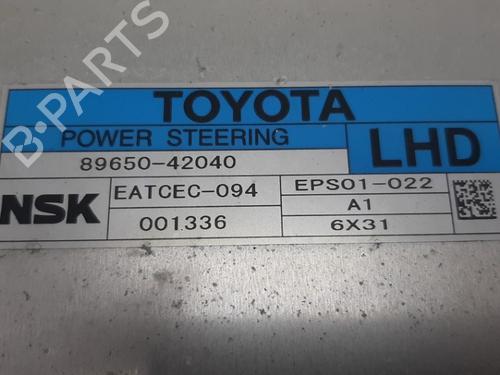 TOYOTA
POWER STEERING
LHD
89650-42040
NSK
EATCEC-094
EPS01-022
A1
001336
6X31
B-PARTS